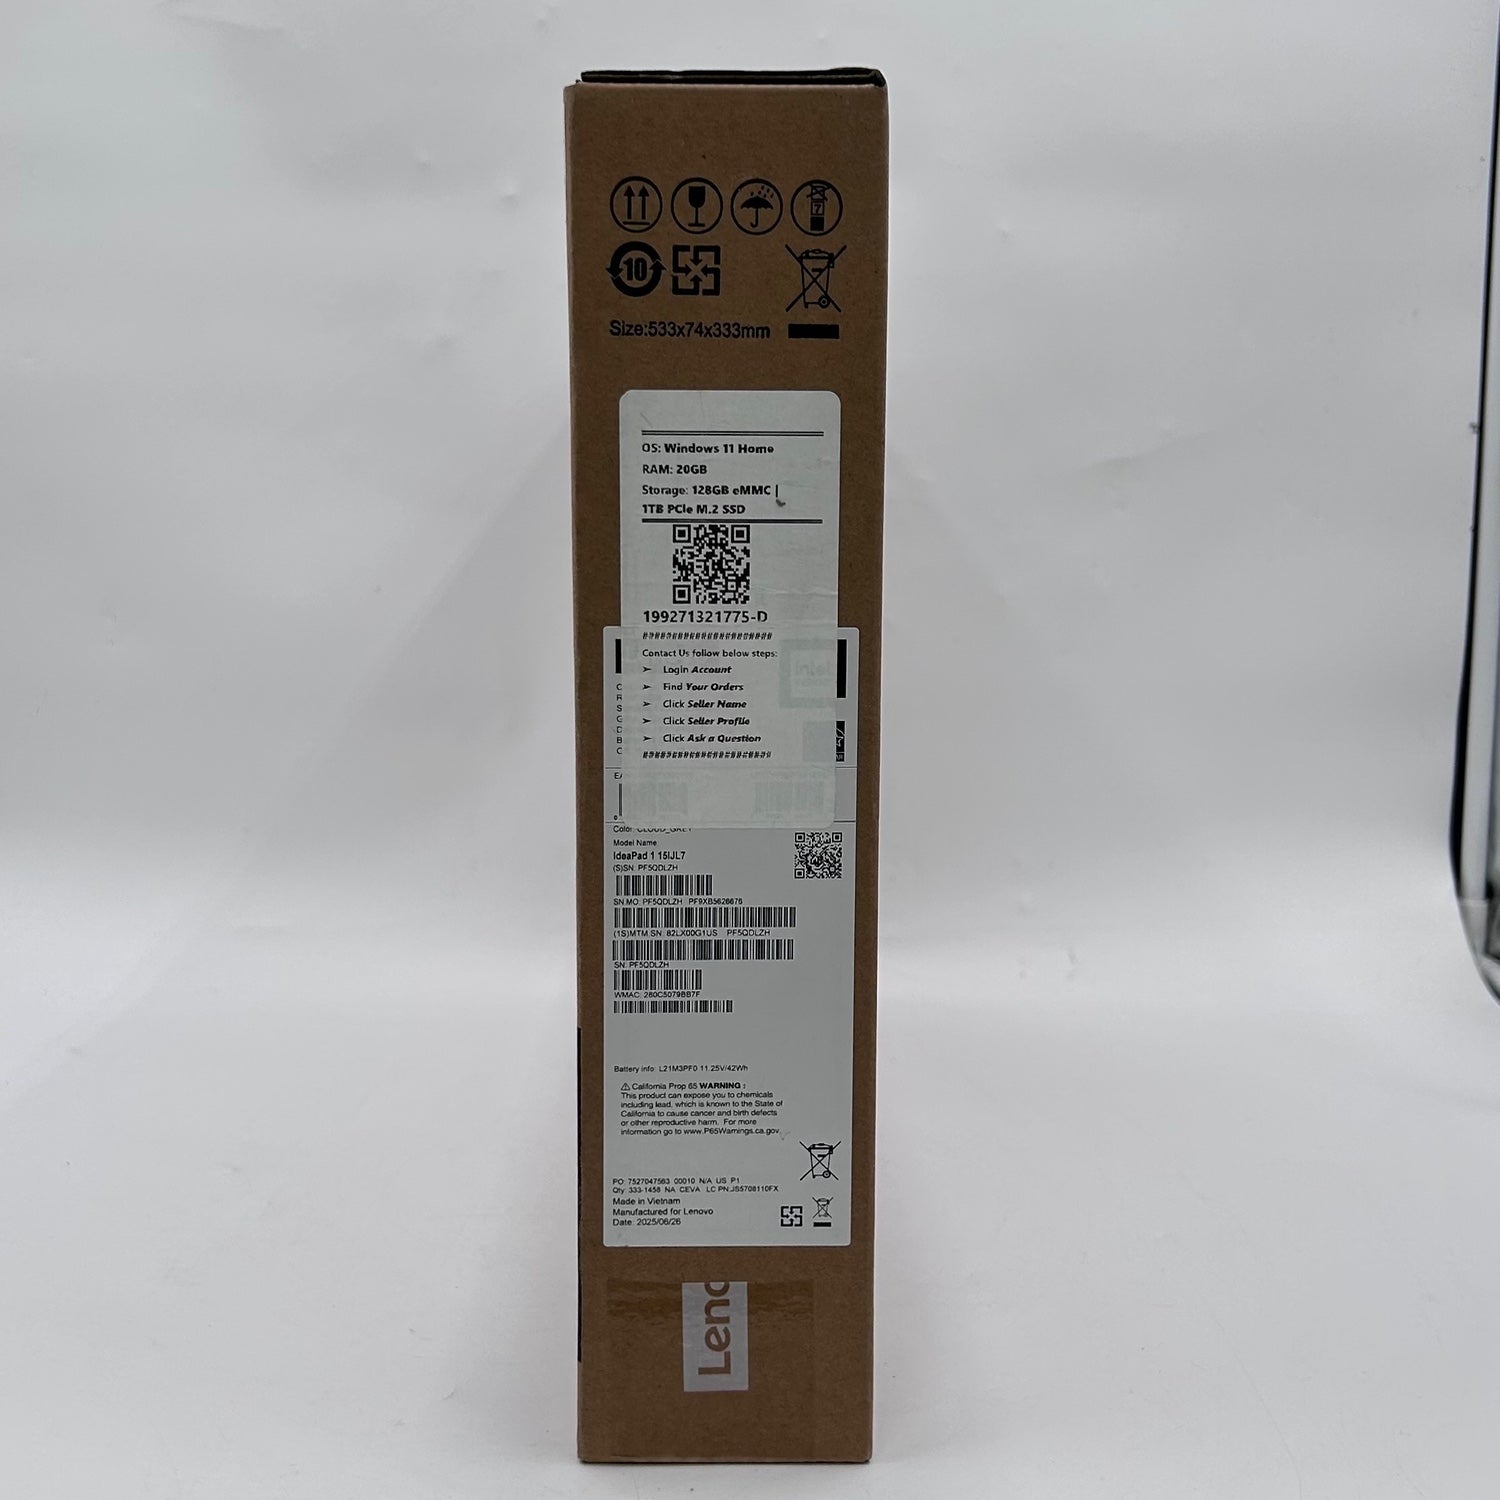 7
10
Size:533x74x333mm
OS: Windows 11 Home
RAM: 20GB
Storage: 128GB eMMC |
1TB PCIe M.2 SSD
199271321775-D
##########################
Contact Us follow below steps:
➤ Login Account
➤ Find Your Orders
➤ Click Seller Name
➤ Click Seller Profile
➤ Click Ask a Question
##########################
Color: CLOUD_GREY
Model Name
IdeaPad 1 15IJL7
(S)SN: PF5QDLZH
SN MO: PF5QDLZH PF9XB5626676
(1S)MTM SN: 82LX00G1US PF5QDLZH
SN: PF5QDLZH
WMAC: 280C5079BB7F
Battery info: L21M3PF0 11.25V/42Wh
⚠ California Prop 65 WARNING :
This product can expose you to chemicals
including lead, which is known to the State of
California to cause cancer and birth defects
or other reproductive harm. For more
information go to www.P65Warnings.ca.gov
PO: 7527047563 00010 N/A US P1
Qty: 333-1458 NA CEVA LC PN:JS5708110FX
Made in Vietnam
Manufactured for Lenovo
Date: 2025/06/26
Leno